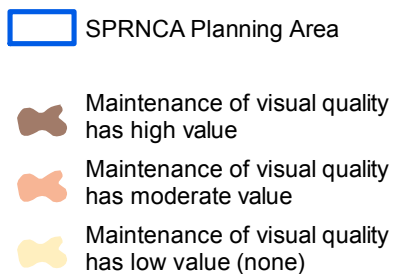 SPRNCA Planning Area
Maintenance of visual quality
has high value
Maintenance of visual quality
has moderate value
Maintenance of visual quality
has low value (none)